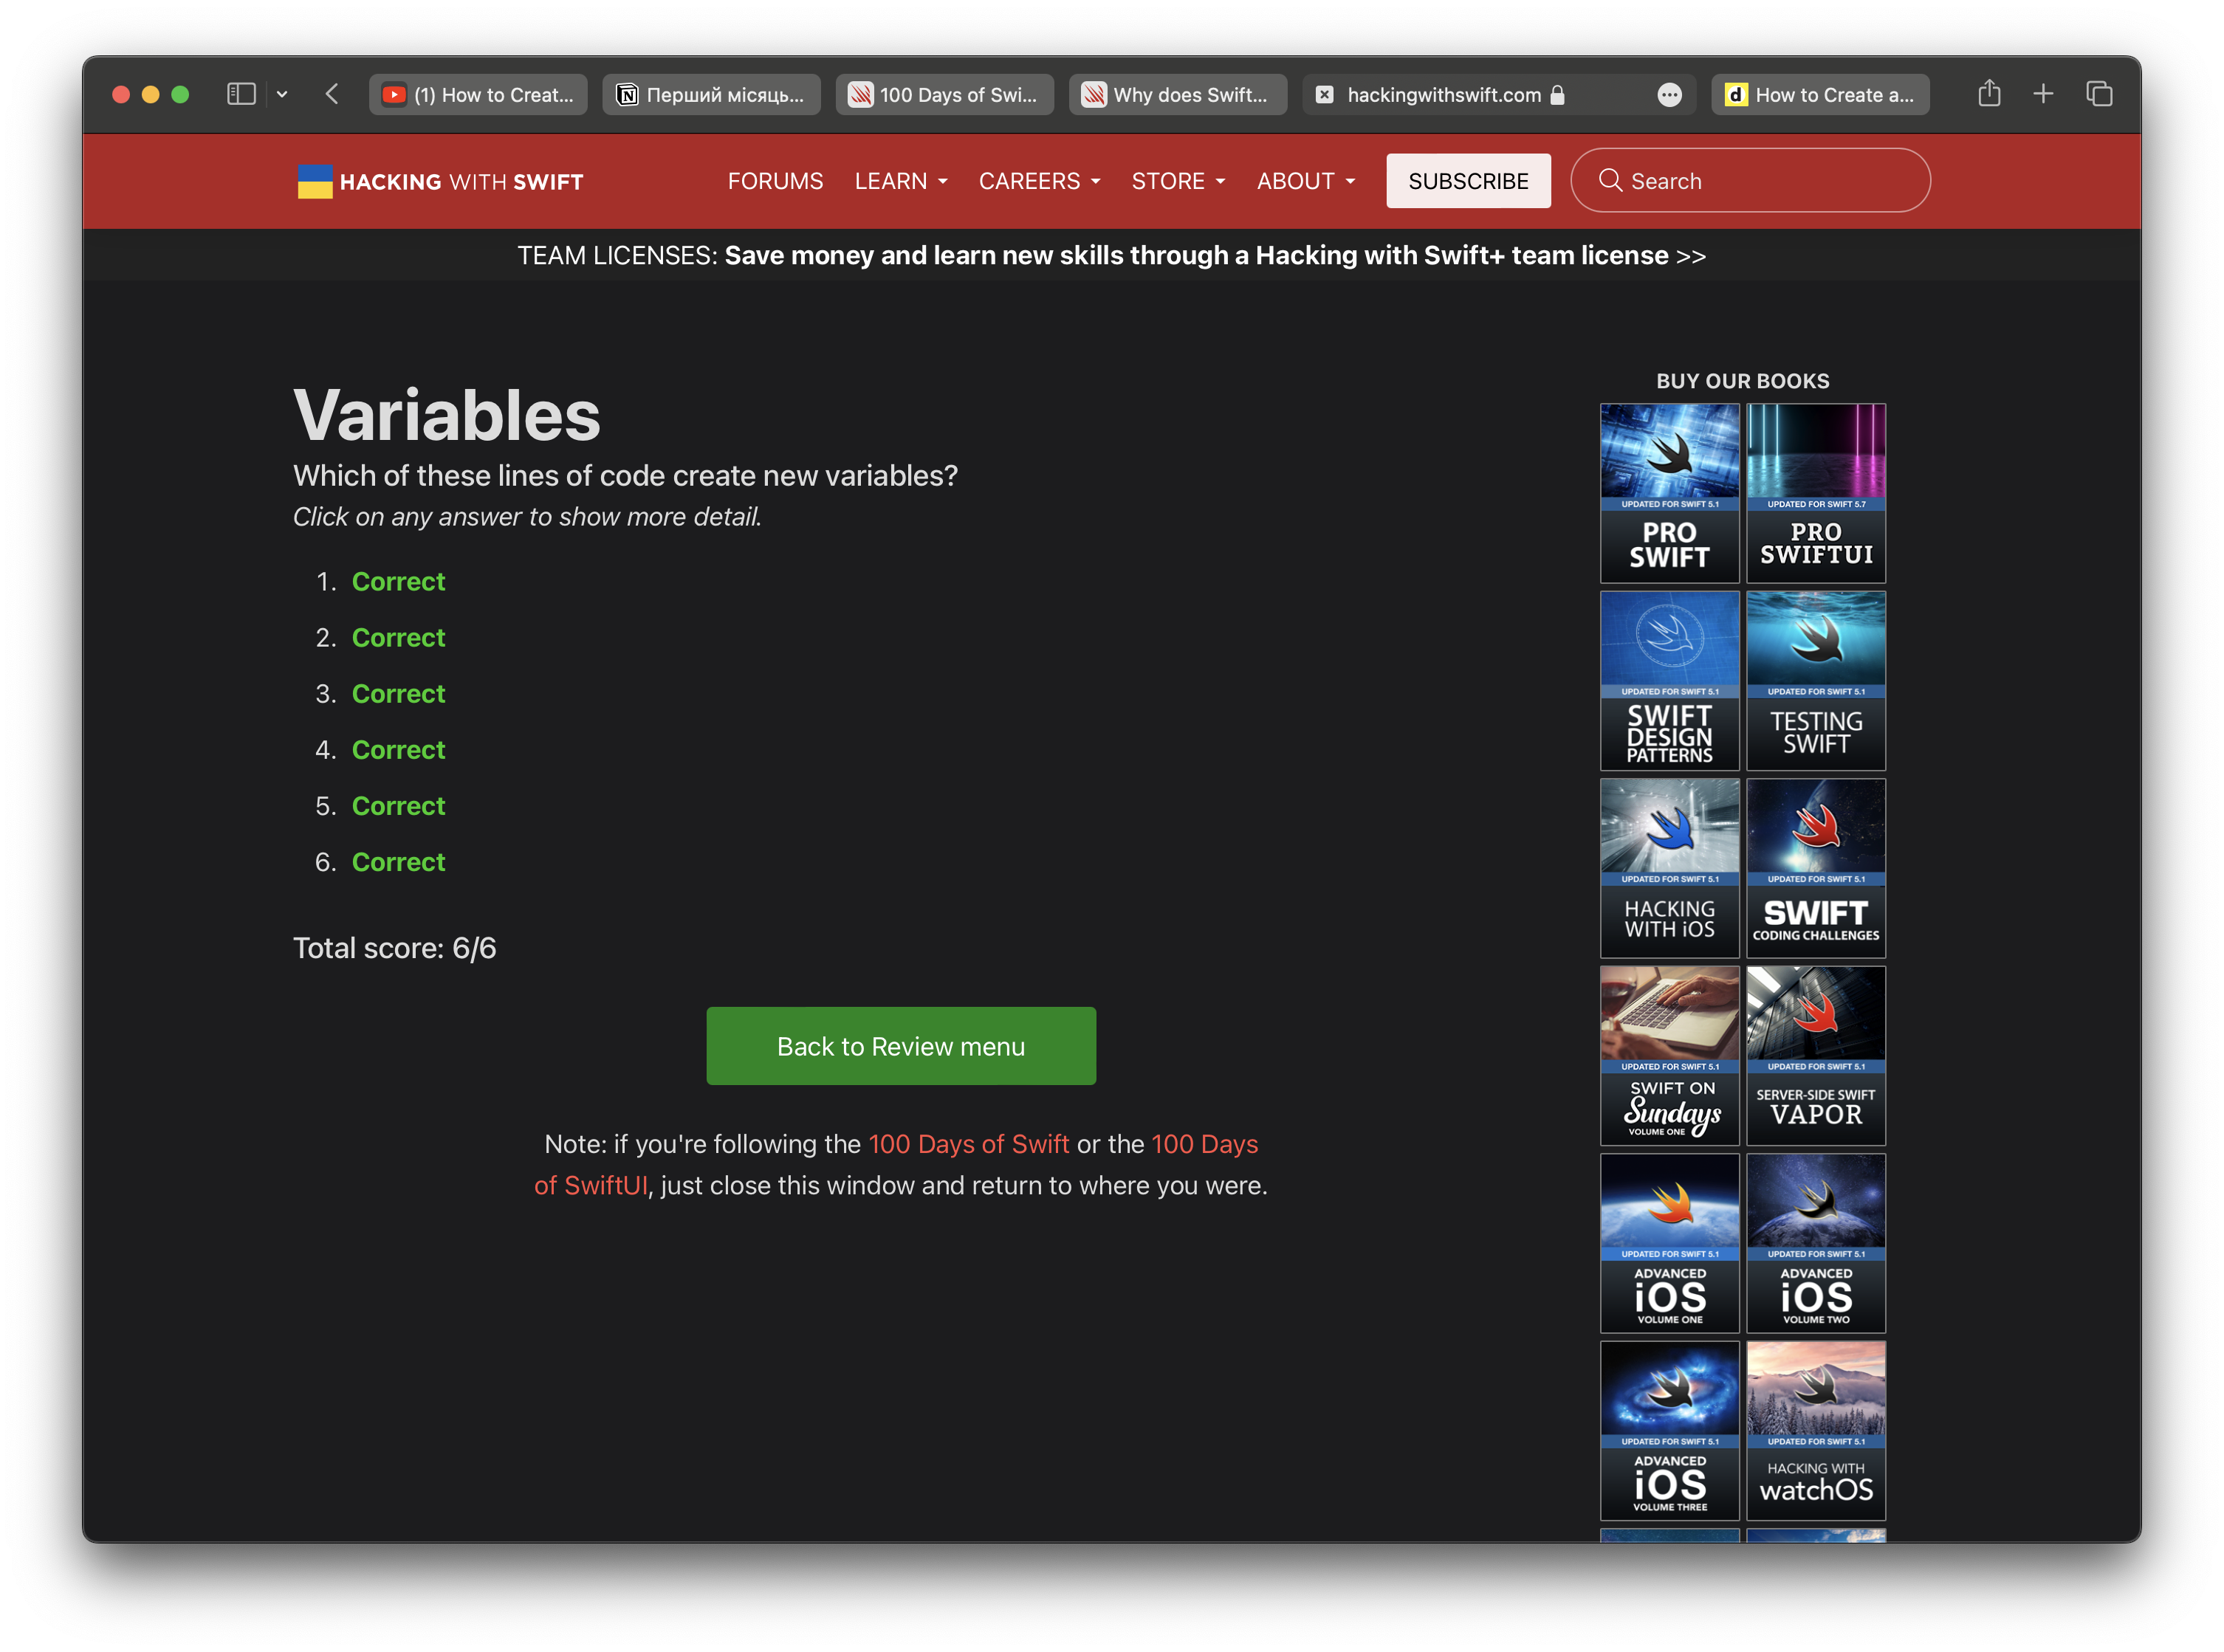 (1) How to Creat...
Перший місяць...
100 Days of Swi...
Why does Swift...
hackingwithswift.com
How to Create a...
HACKING WITH SWIFT
FORUMS
LEARN
CAREERS
STORE
ABOUT
SUBSCRIBE
Search
TEAM LICENSES: Save money and learn new skills through a Hacking with Swift+ team license >>
Variables
Which of these lines of code create new variables?
Click on any answer to show more detail.
1. Correct
2. Correct
3. Correct
4. Correct
5. Correct
6. Correct
Total score: 6/6
Back to Review menu
Note: if you're following the 100 Days of Swift or the 100 Days
of SwiftUI, just close this window and return to where you were.
BUY OUR BOOKS
UPDATED FOR SWIFT 5.1
PRO
SWIFT
UPDATED FOR SWIFT 5.7
PRO
SWIFTUI
UPDATED FOR SWIFT 5.1
SWIFT
DESIGN
PATTERNS
UPDATED FOR SWIFT 5.1
TESTING
SWIFT
UPDATED FOR SWIFT 5.1
HACKING
WITH iOS
UPDATED FOR SWIFT 5.1
SWIFT
CODING CHALLENGES
UPDATED FOR SWIFT 5.1
SWIFT ON
Sundays
VOLUME ONE
UPDATED FOR SWIFT 5.1
SERVER-SIDE SWIFT
VAPOR
UPDATED FOR SWIFT 5.1
ADVANCED
iOS
VOLUME ONE
UPDATED FOR SWIFT 5.1
ADVANCED
iOS
VOLUME TWO
UPDATED FOR SWIFT 5.1
ADVANCED
iOS
VOLUME THREE
UPDATED FOR SWIFT 5.1
HACKING WITH
watchOS